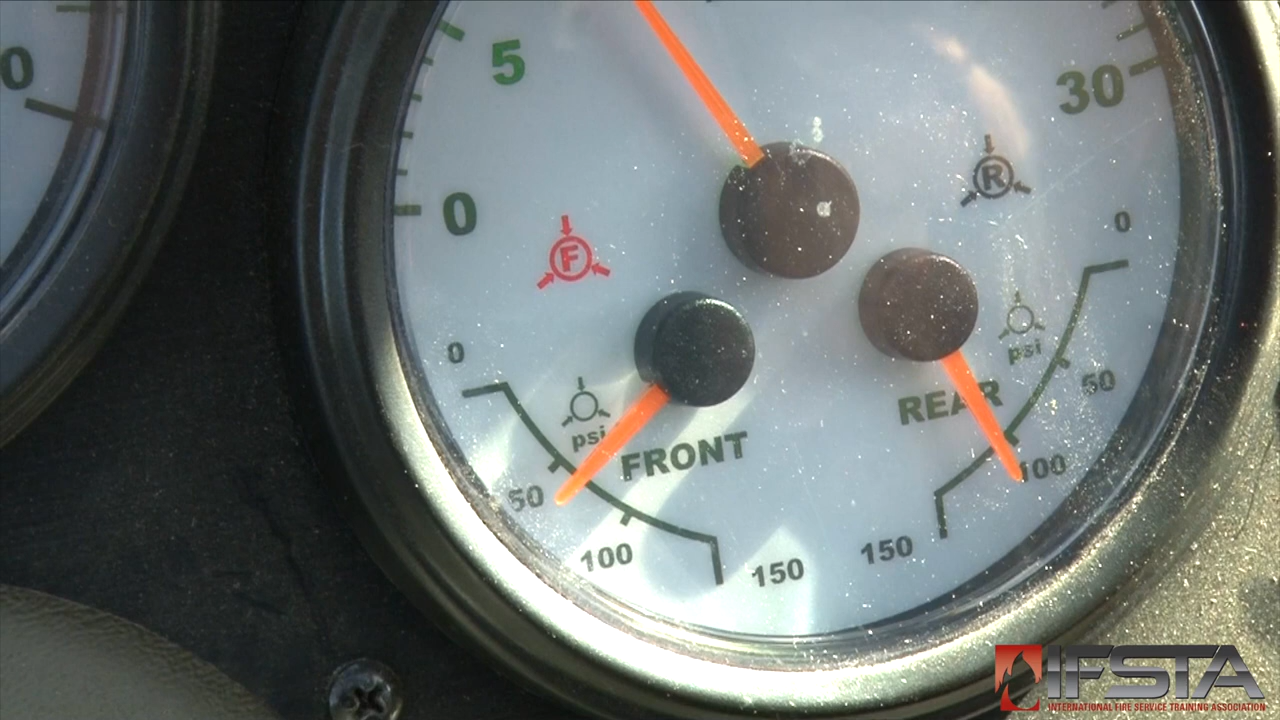 0
5
30
0
R
F
0
0
psi
50
REAR
psi
FRONT
100
50
100
150
150
IFSTA
INTERNATIONAL FIRE SERVICE TRAINING ASSOCIATION